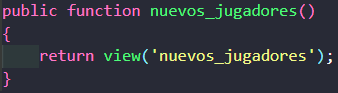 public function nuevos_jugadores()
{
    return view('nuevos_jugadores');
}